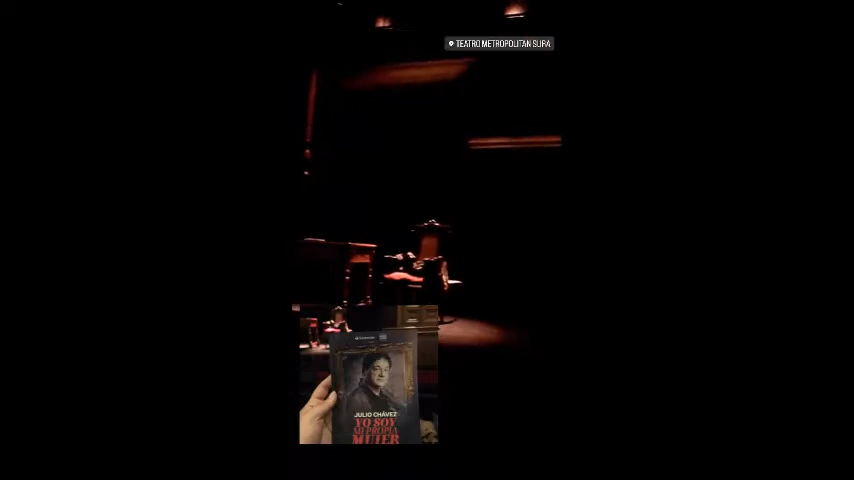 TEATRO METROPOLITAN SURA
JULIO CHÁVEZ
YO SOY
MI PROPIA
MUJER